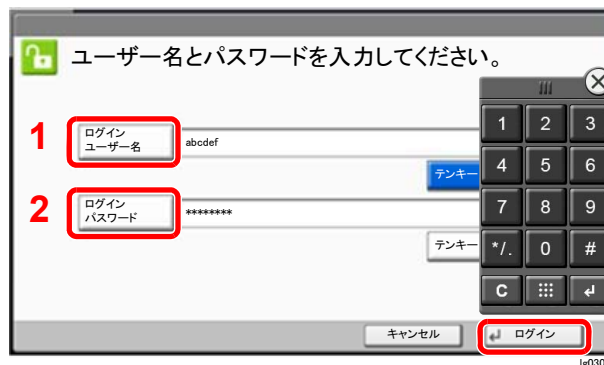 ユーザー名とパスワードを入力してください。
1
ログイン
ユーザー名
abcdef
テンキー
2
ログイン
パスワード
********
テンキー
1 2 3
4 5 6
7 8 9
*/. 0 #
C
キャンセル
ログイン